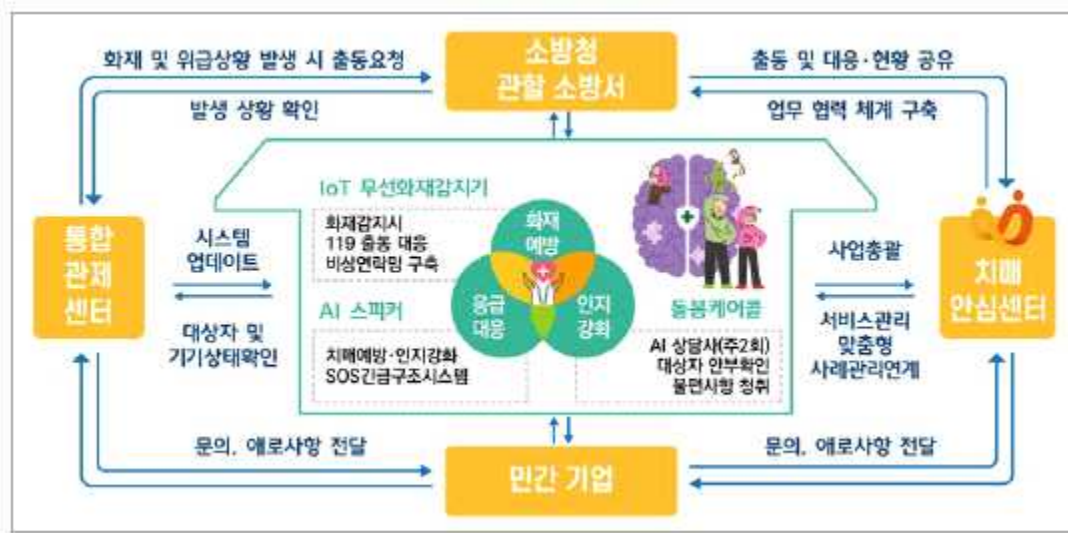 화재 및 위급상황 발생 시 출동요청
발생 상황 확인
소방청
관할 소방서
출동 및 대응·현황 공유
업무 협력 체계 구축
통합
관제
센터
시스템
업데이트
대상자 및
기기상태확인
IoT 무선화재감지기
화재감지시
119 출동 대응
비상연락망 구축
AI 스피커
치매예방·인지강화
SOS긴급구조시스템
화재
예방
응급
대응
인지
강화
돌봄케어콜
AI 상담사(주2회)
대상자 안부확인
불편사항 청취
사업총괄
서비스관리
맞춤형
사례관리연계
치매
안심센터
문의, 애로사항 전달
민간 기업
문의, 애로사항 전달